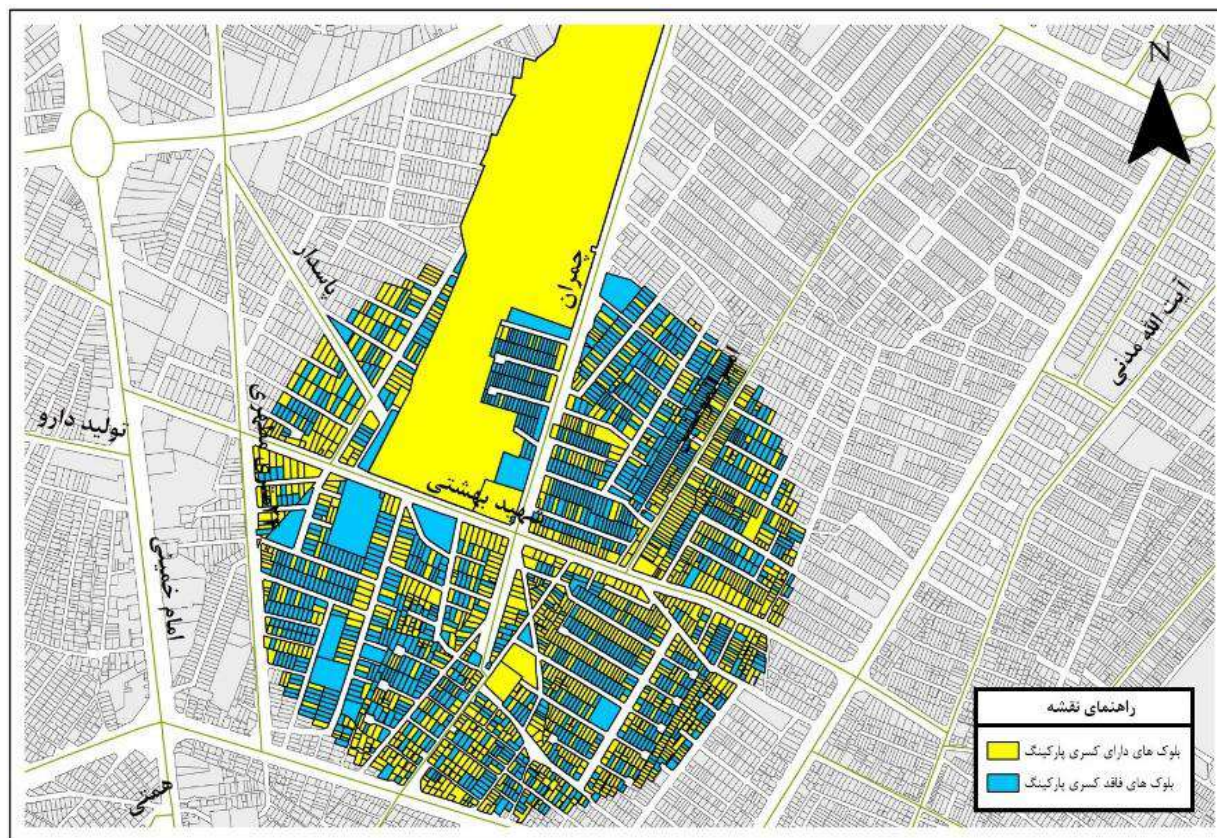 N
چمران
پاسدار
آیت الله مدنی
تولید دارو
شهید بهشتی
امام خمینی
همتی
راهنمای نقشه
بلوک های دارای کسری پارکینگ
بلوک های فاقد کسری پارکینگ